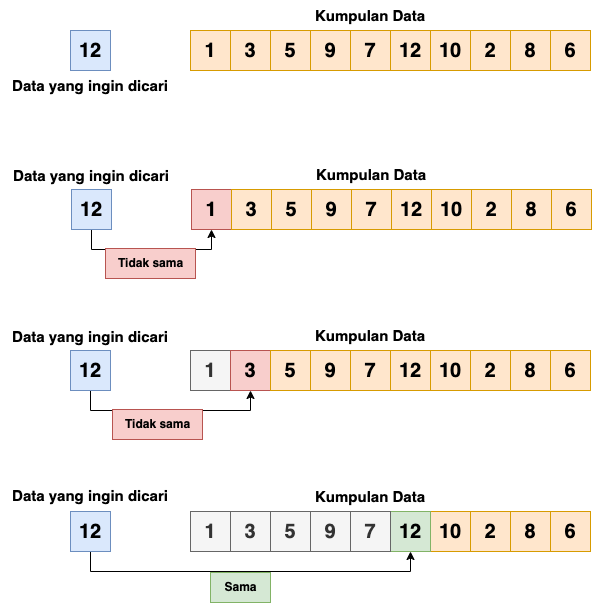 Kumpulan Data
12 1 3 5 9 7 12 10 2 8 6
Data yang ingin dicari
Data yang ingin dicari Kumpulan Data
12 1 3 5 9 7 12 10 2 8 6
Tidak sama
Data yang ingin dicari Kumpulan Data
12 1 3 5 9 7 12 10 2 8 6
Tidak sama
Data yang ingin dicari Kumpulan Data
12 1 3 5 9 7 12 10 2 8 6
Sama